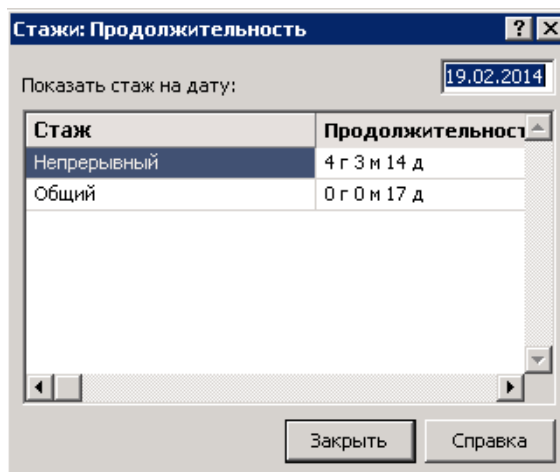 Стажи: Продолжительность
Показать стаж на дату: 19.02.2014
Стаж Продолжительност
Непрерывный 4 г 3 м 14 д
Общий 0 г 0 м 17 д
Закрыть Справка